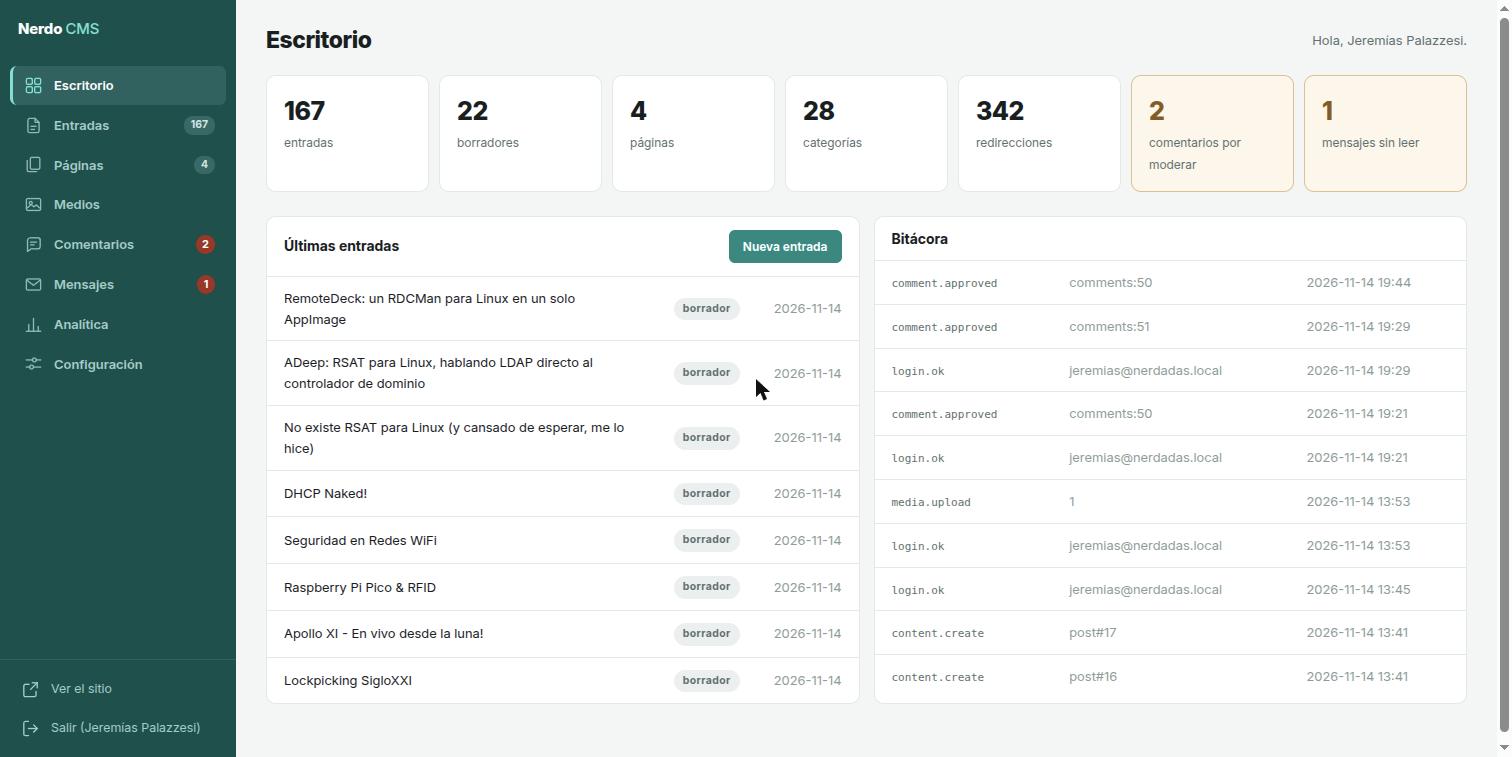 Nerdo CMS
Escritorio
Entradas 167
Páginas 4
Medios
Comentarios 2
Mensajes 1
Analítica
Configuración
Ver el sitio
Salir (Jeremías Palazzesi)
Escritorio
Hola, Jeremías Palazzesi.
167
entradas
22
borradores
4
páginas
28
categorías
342
redirecciones
2
comentarios por
moderar
1
mensajes sin leer
Últimas entradas
Nueva entrada
RemoteDeck: un RDCMan para Linux en un solo
AppImage
borrador 2026-11-14
ADeep: RSAT para Linux, hablando LDAP directo al
controlador de dominio
borrador 2026-11-14
No existe RSAT para Linux (y cansado de esperar, me lo
hice)
borrador 2026-11-14
DHCP Naked! borrador 2026-11-14
Seguridad en Redes WiFi borrador 2026-11-14
Raspberry Pi Pico & RFID borrador 2026-11-14
Apollo XI - En vivo desde la luna! borrador 2026-11-14
Lockpicking SigloXXI borrador 2026-11-14
Bitácora
comment.approved comments:50 2026-11-14 19:44
comment.approved comments:51 2026-11-14 19:29
login.ok jeremias@nerdadas.local 2026-11-14 19:29
comment.approved comments:50 2026-11-14 19:21
login.ok jeremias@nerdadas.local 2026-11-14 19:21
media.upload 1 2026-11-14 13:53
login.ok jeremias@nerdadas.local 2026-11-14 13:53
login.ok jeremias@nerdadas.local 2026-11-14 13:45
content.create post#17 2026-11-14 13:41
content.create post#16 2026-11-14 13:41